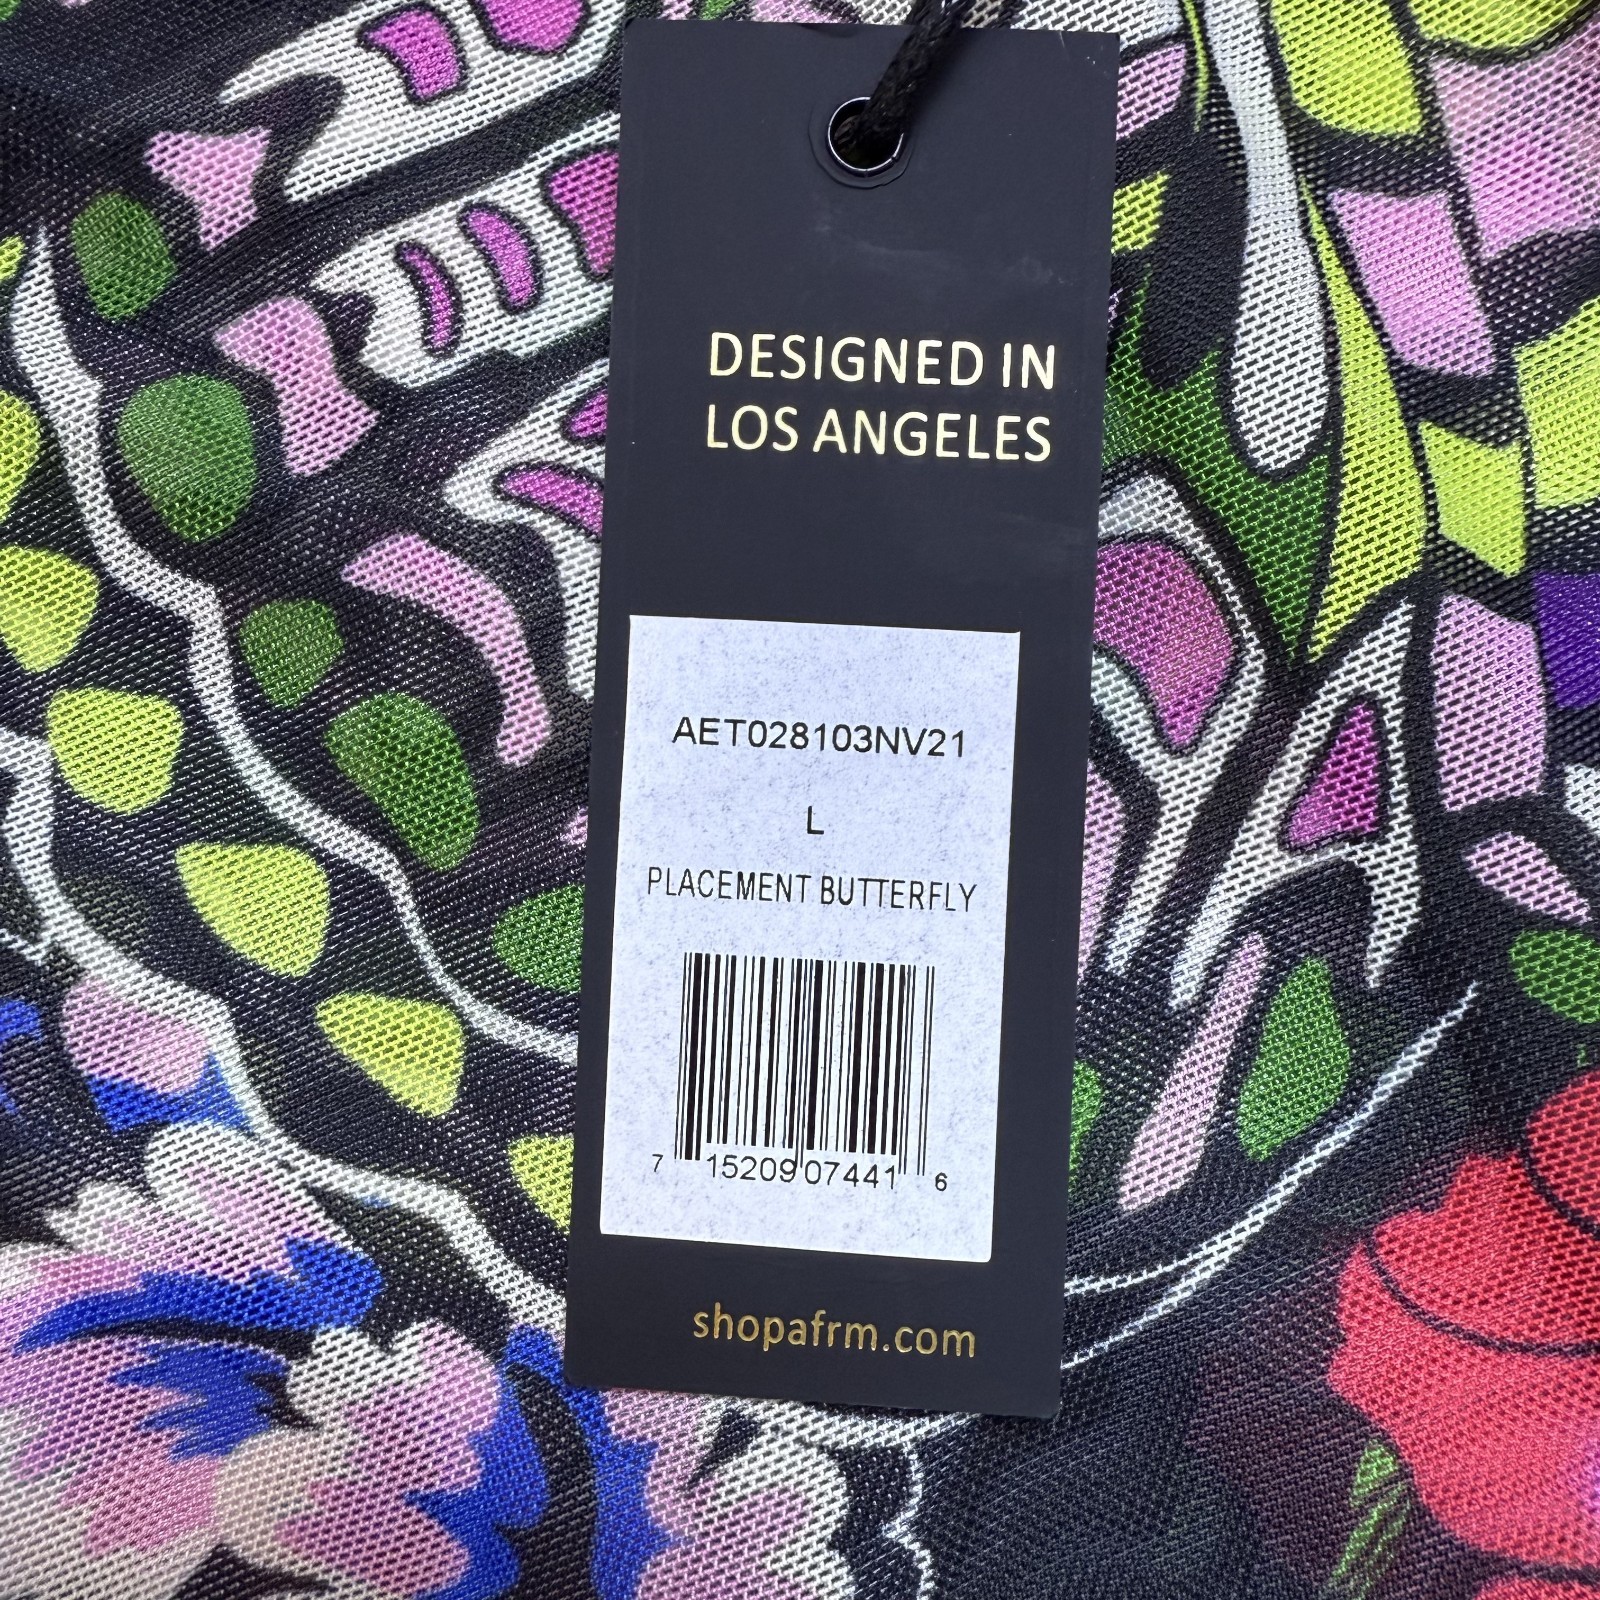 DESIGNED IN
LOS ANGELES
AET028103NV21
L
PLACEMENT BUTTERFLY
7 15209 07441 6
shopafrm.com